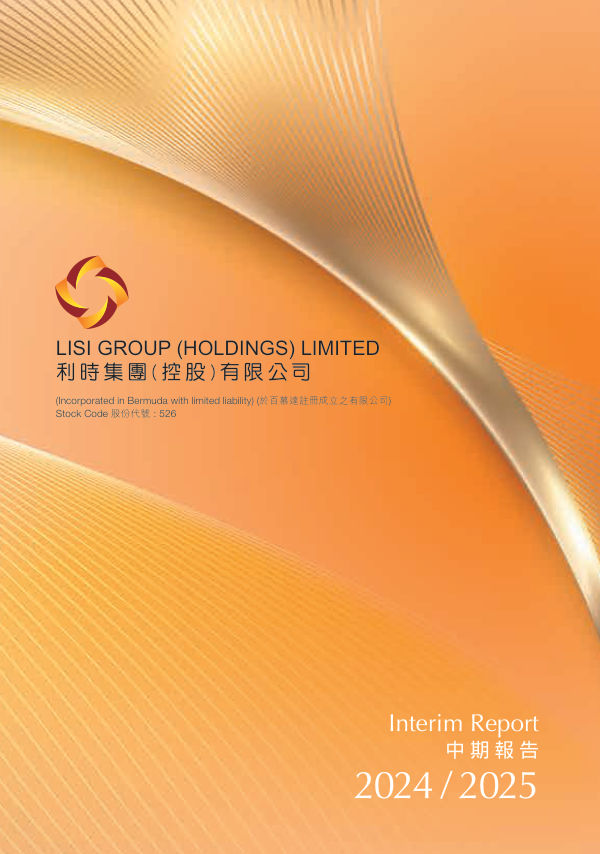 LISI GROUP (HOLDINGS) LIMITED
利時集團(控股)有限公司
(Incorporated in Bermuda with limited liability) (於百慕達註冊成立之有限公司)
Stock Code 股份代號 : 526
Interim Report
中期報告
2024 / 2025